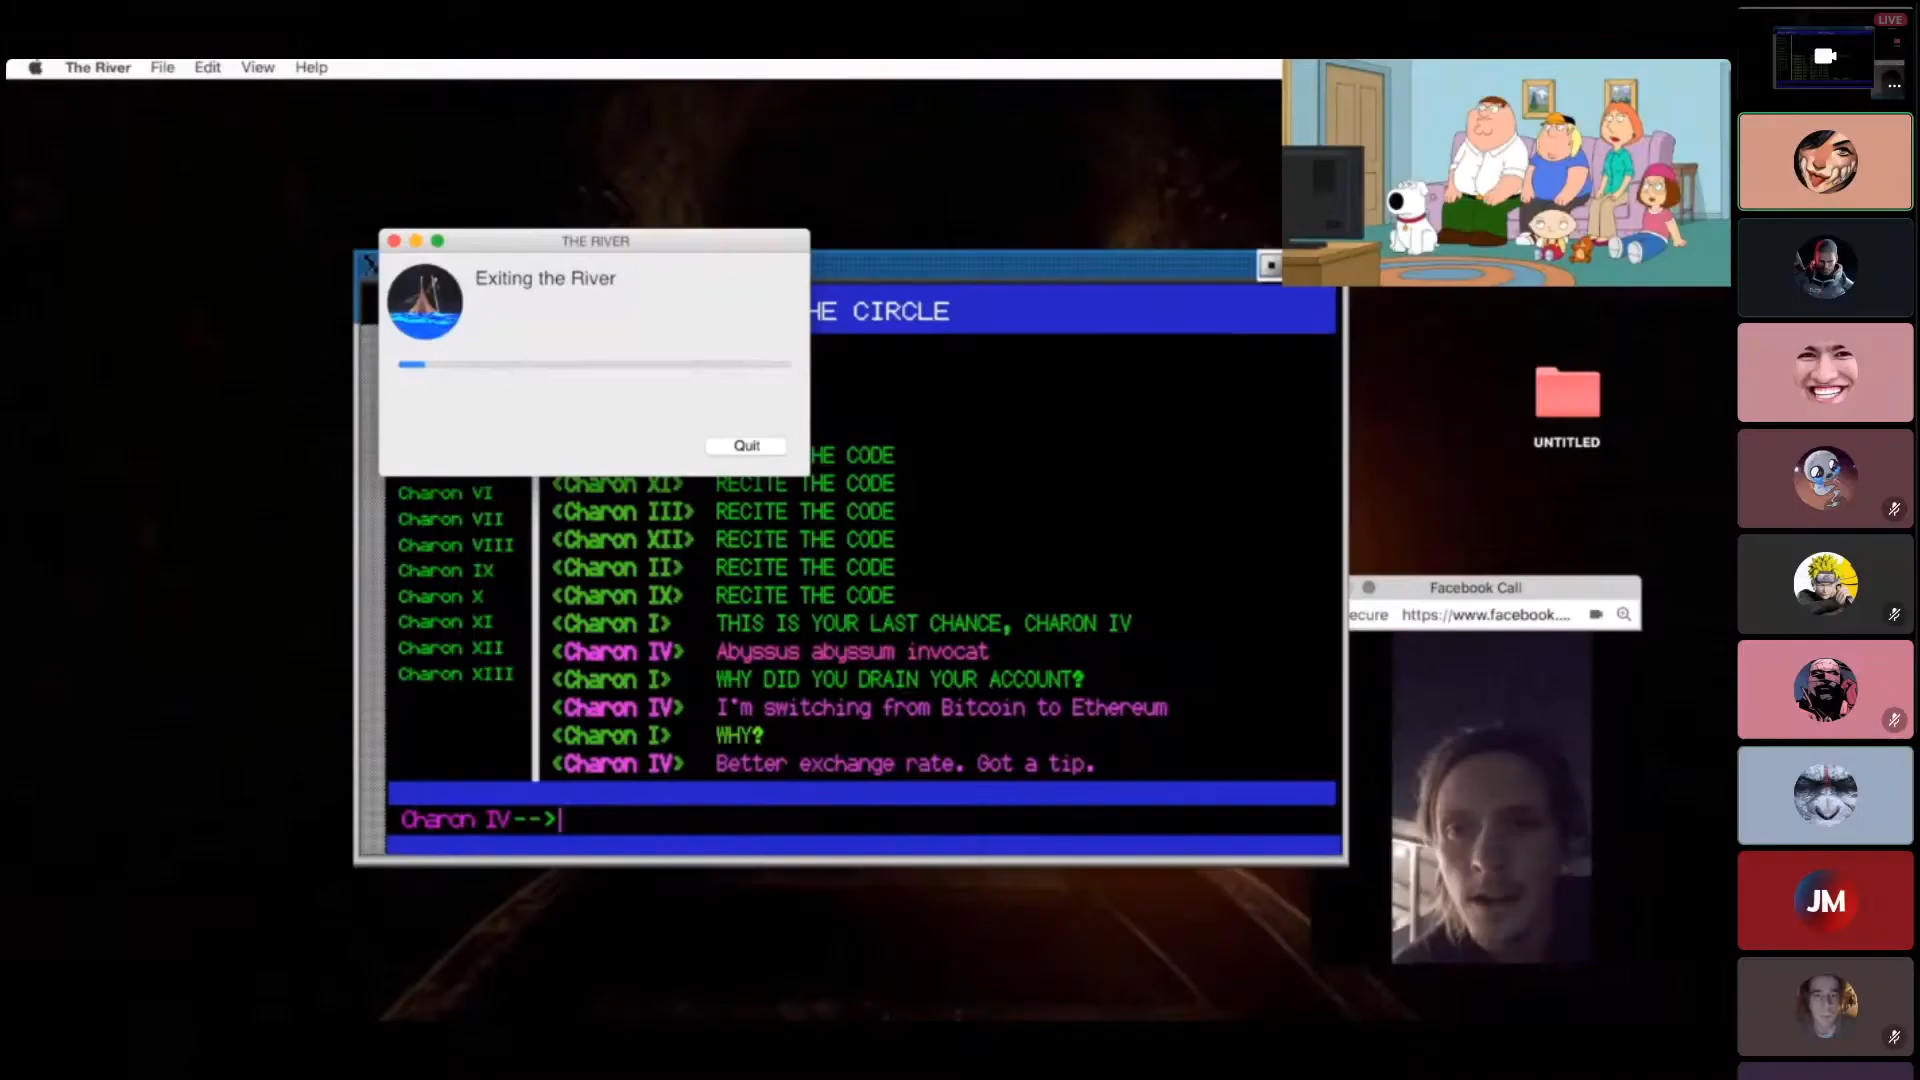 LIVE
The River File Edit View Help
THE RIVER
Exiting the River
Quit
HE CIRCLE
HE CODE
<Charon XI> RECITE THE CODE
<Charon III> RECITE THE CODE
<Charon XII> RECITE THE CODE
<Charon II> RECITE THE CODE
<Charon IX> RECITE THE CODE
<Charon I> THIS IS YOUR LAST CHANCE, CHARON IV
<Charon IV> Abyssus abyssum invocat
<Charon I> WHY DID YOU DRAIN YOUR ACCOUNT?
<Charon IV> I'm switching from Bitcoin to Ethereum
<Charon I> WHY?
<Charon IV> Better exchange rate. Got a tip.
Charon VI
Charon VII
Charon VIII
Charon IX
Charon X
Charon XI
Charon XII
Charon XIII
Charon IV-->
UNTITLED
Facebook Call
ecure https://www.facebook....
JM